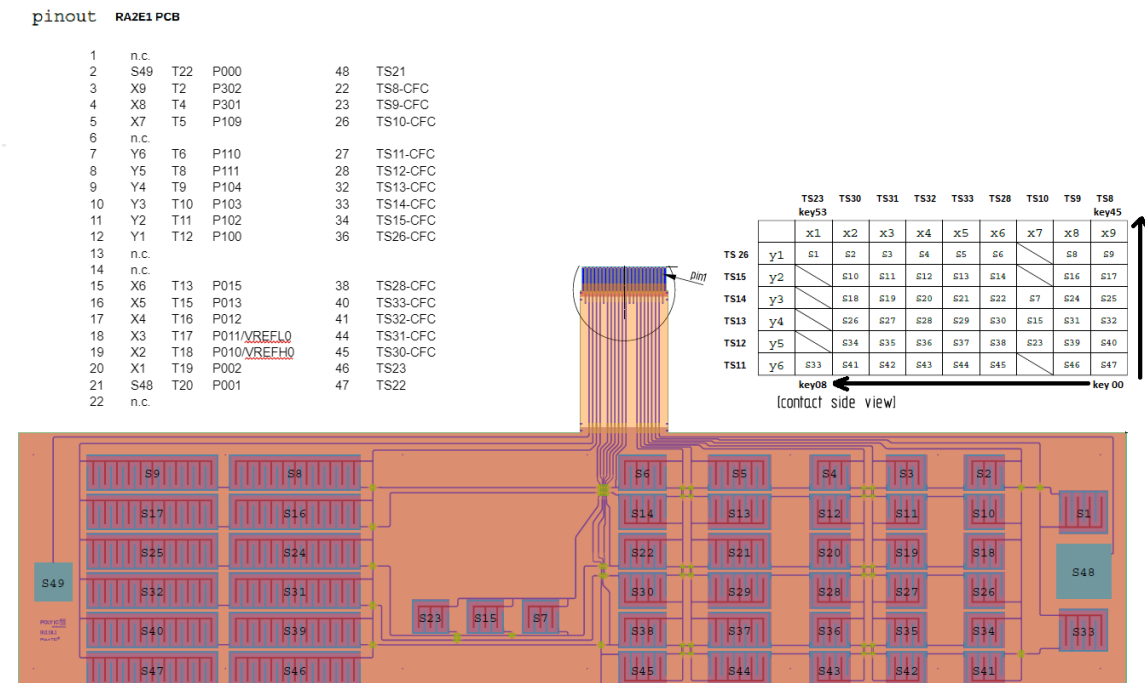 pinout RA2E1 PCB
1 n.c.
2 S49 T22 P000 48 TS21
3 X9 T2 P302 22 TS8-CFC
4 X8 T4 P301 23 TS9-CFC
5 X7 T5 P109 26 TS10-CFC
6 n.c.
7 Y6 T6 P110 27 TS11-CFC
8 Y5 T8 P111 28 TS12-CFC
9 Y4 T9 P104 32 TS13-CFC
10 Y3 T10 P103 33 TS14-CFC
11 Y2 T11 P102 34 TS15-CFC
12 Y1 T12 P100 36 TS26-CFC
13 n.c.
14 n.c.
15 X6 T13 P015 38 TS28-CFC
16 X5 T15 P013 40 TS33-CFC
17 X4 T16 P012 41 TS32-CFC
18 X3 T17 P011/VREFL0 44 TS31-CFC
19 X2 T18 P010/VREFH0 45 TS30-CFC
20 X1 T19 P002 46 TS23
21 S48 T20 P001 47 TS22
22 n.c.
pin1
TS23 TS30 TS31 TS32 TS33 TS28 TS10 TS9 TS8
key53 key45
x1 x2 x3 x4 x5 x6 x7 x8 x9
TS 26 y1 S1 S2 S3 S4 S5 S6 S8 S9
TS15 y2 S10 S11 S12 S13 S14 S16 S17
TS14 y3 S18 S19 S20 S21 S22 S7 S24 S25
TS13 y4 S26 S27 S28 S29 S30 S15 S31 S32
TS12 y5 S34 S35 S36 S37 S38 S23 S39 S40
TS11 y6 S33 S41 S42 S43 S44 S45 S46 S47
key08 key 00
(contact side view)
S9 S8 S6 S5 S4 S3 S2
S17 S16 S14 S13 S12 S11 S10 S1
S25 S24 S22 S21 S20 S19 S18
S49 S32 S31 S30 S29 S28 S27 S26 S48
S23 S15 S7
S40 S39 S38 S37 S36 S35 S34 S33
S47 S46 S45 S44 S43 S42 S41